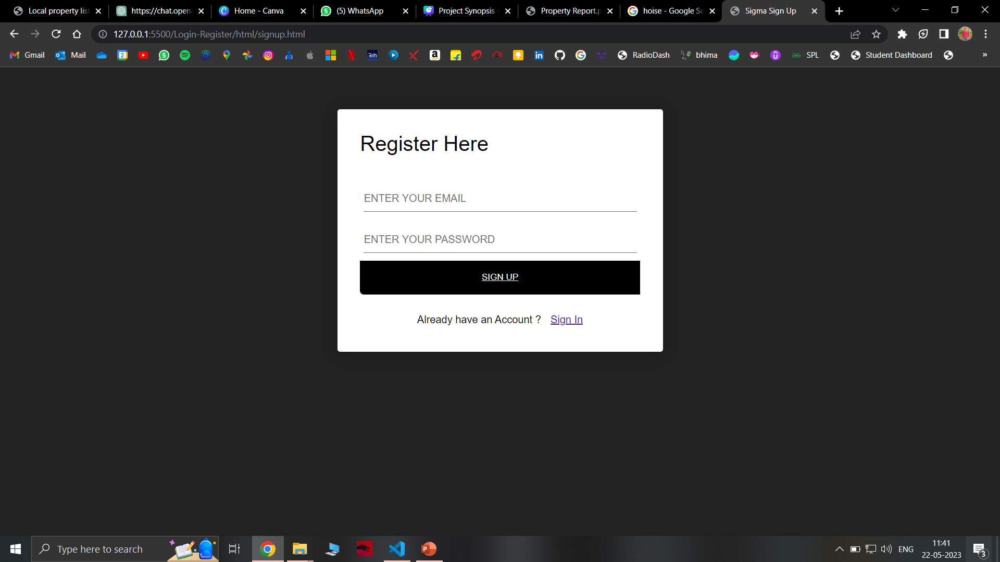 Local property list
https://chat.opena
Home - Canva
(5) WhatsApp
Project Synopsis -
Property Report.p
hoise - Google Se
Sigma Sign Up
127.0.0.1:5500/Login-Register/html/signup.html
Gmail
Mail
RadioDash
bhima
SPL
Student Dashboard
»
Register Here
ENTER YOUR EMAIL
ENTER YOUR PASSWORD
SIGN UP
Already have an Account ? Sign In
Type here to search
ENG
11:41
22-05-2023
3